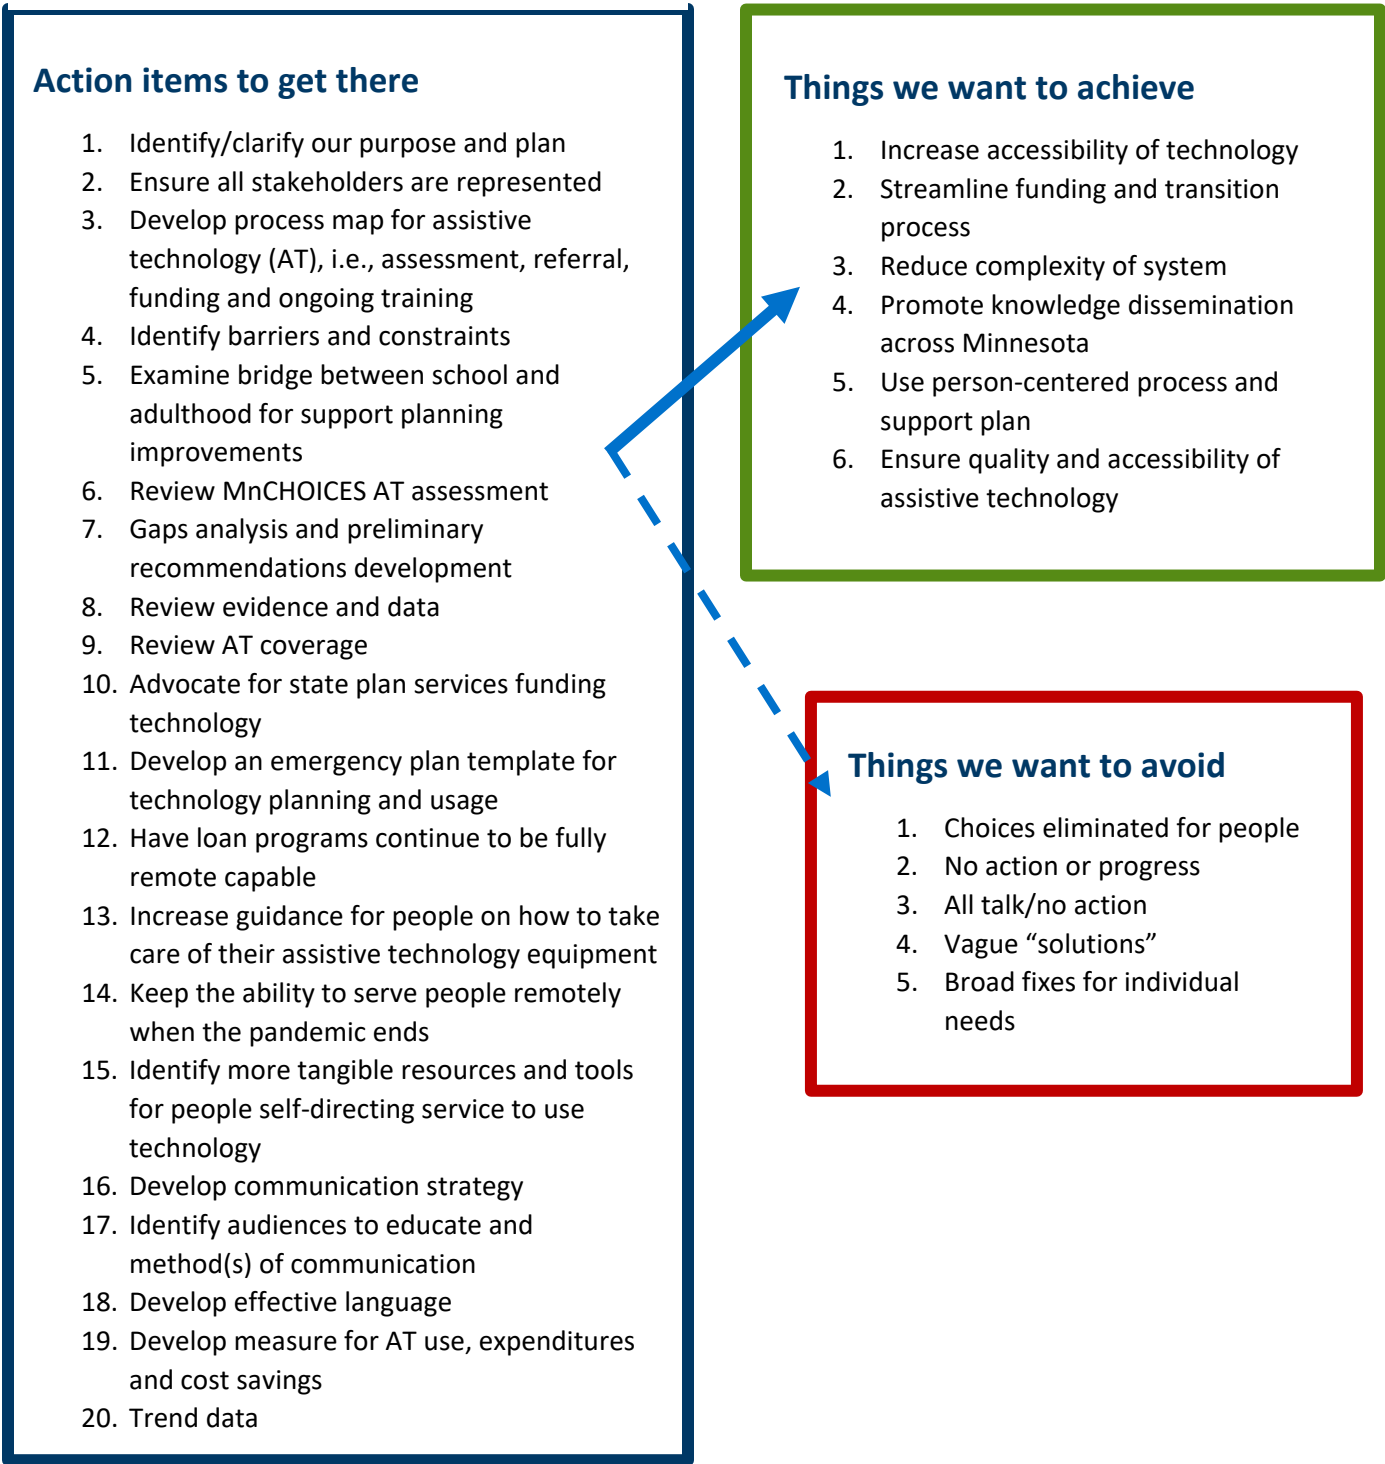 Action items to get there
1. Identify/clarify our purpose and plan
2. Ensure all stakeholders are represented
3. Develop process map for assistive
technology (AT), i.e., assessment, referral,
funding and ongoing training
4. Identify barriers and constraints
5. Examine bridge between school and
adulthood for support planning
improvements
6. Review MnCHOICES AT assessment
7. Gaps analysis and preliminary
recommendations development
8. Review evidence and data
9. Review AT coverage
10. Advocate for state plan services funding
technology
11. Develop an emergency plan template for
technology planning and usage
12. Have loan programs continue to be fully
remote capable
13. Increase guidance for people on how to take
care of their assistive technology equipment
14. Keep the ability to serve people remotely
when the pandemic ends
15. Identify more tangible resources and tools
for people self-directing service to use
technology
16. Develop communication strategy
17. Identify audiences to educate and
method(s) of communication
18. Develop effective language
19. Develop measure for AT use, expenditures
and cost savings
20. Trend data
Things we want to achieve
1. Increase accessibility of technology
2. Streamline funding and transition
process
3. Reduce complexity of system
4. Promote knowledge dissemination
across Minnesota
5. Use person-centered process and
support plan
6. Ensure quality and accessibility of
assistive technology
Things we want to avoid
1. Choices eliminated for people
2. No action or progress
3. All talk/no action
4. Vague “solutions”
5. Broad fixes for individual
needs